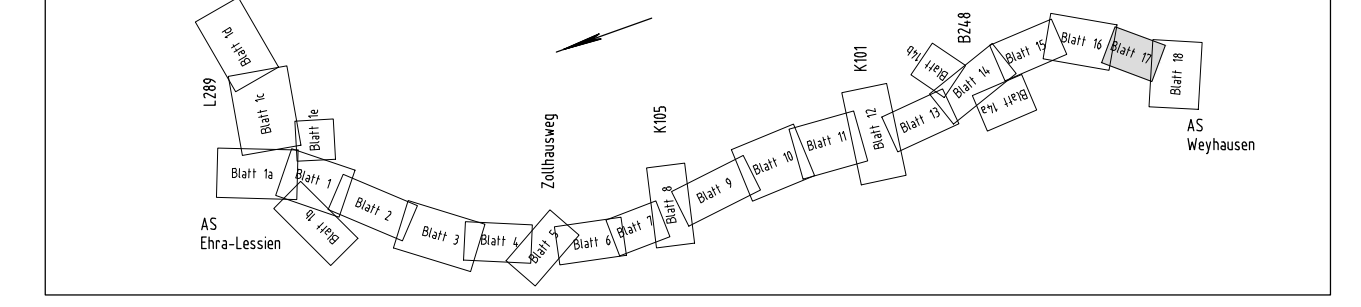 Blatt 1d
L289
Blatt 1c
Blatt 1e
Blatt 1a
Blatt 1
Blatt 1b
AS
Ehra-Lessien
Blatt 2
Blatt 3
Blatt 4
Blatt 5
Zollhausweg
Blatt 6
Blatt 7
K105
Blatt 8
Blatt 9
Blatt 10
Blatt 11
K101
Blatt 12
Blatt 13
Blatt 14b
B248
Blatt 14
Blatt 14a
Blatt 15
Blatt 16
Blatt 17
Blatt 18
AS
Weyhausen